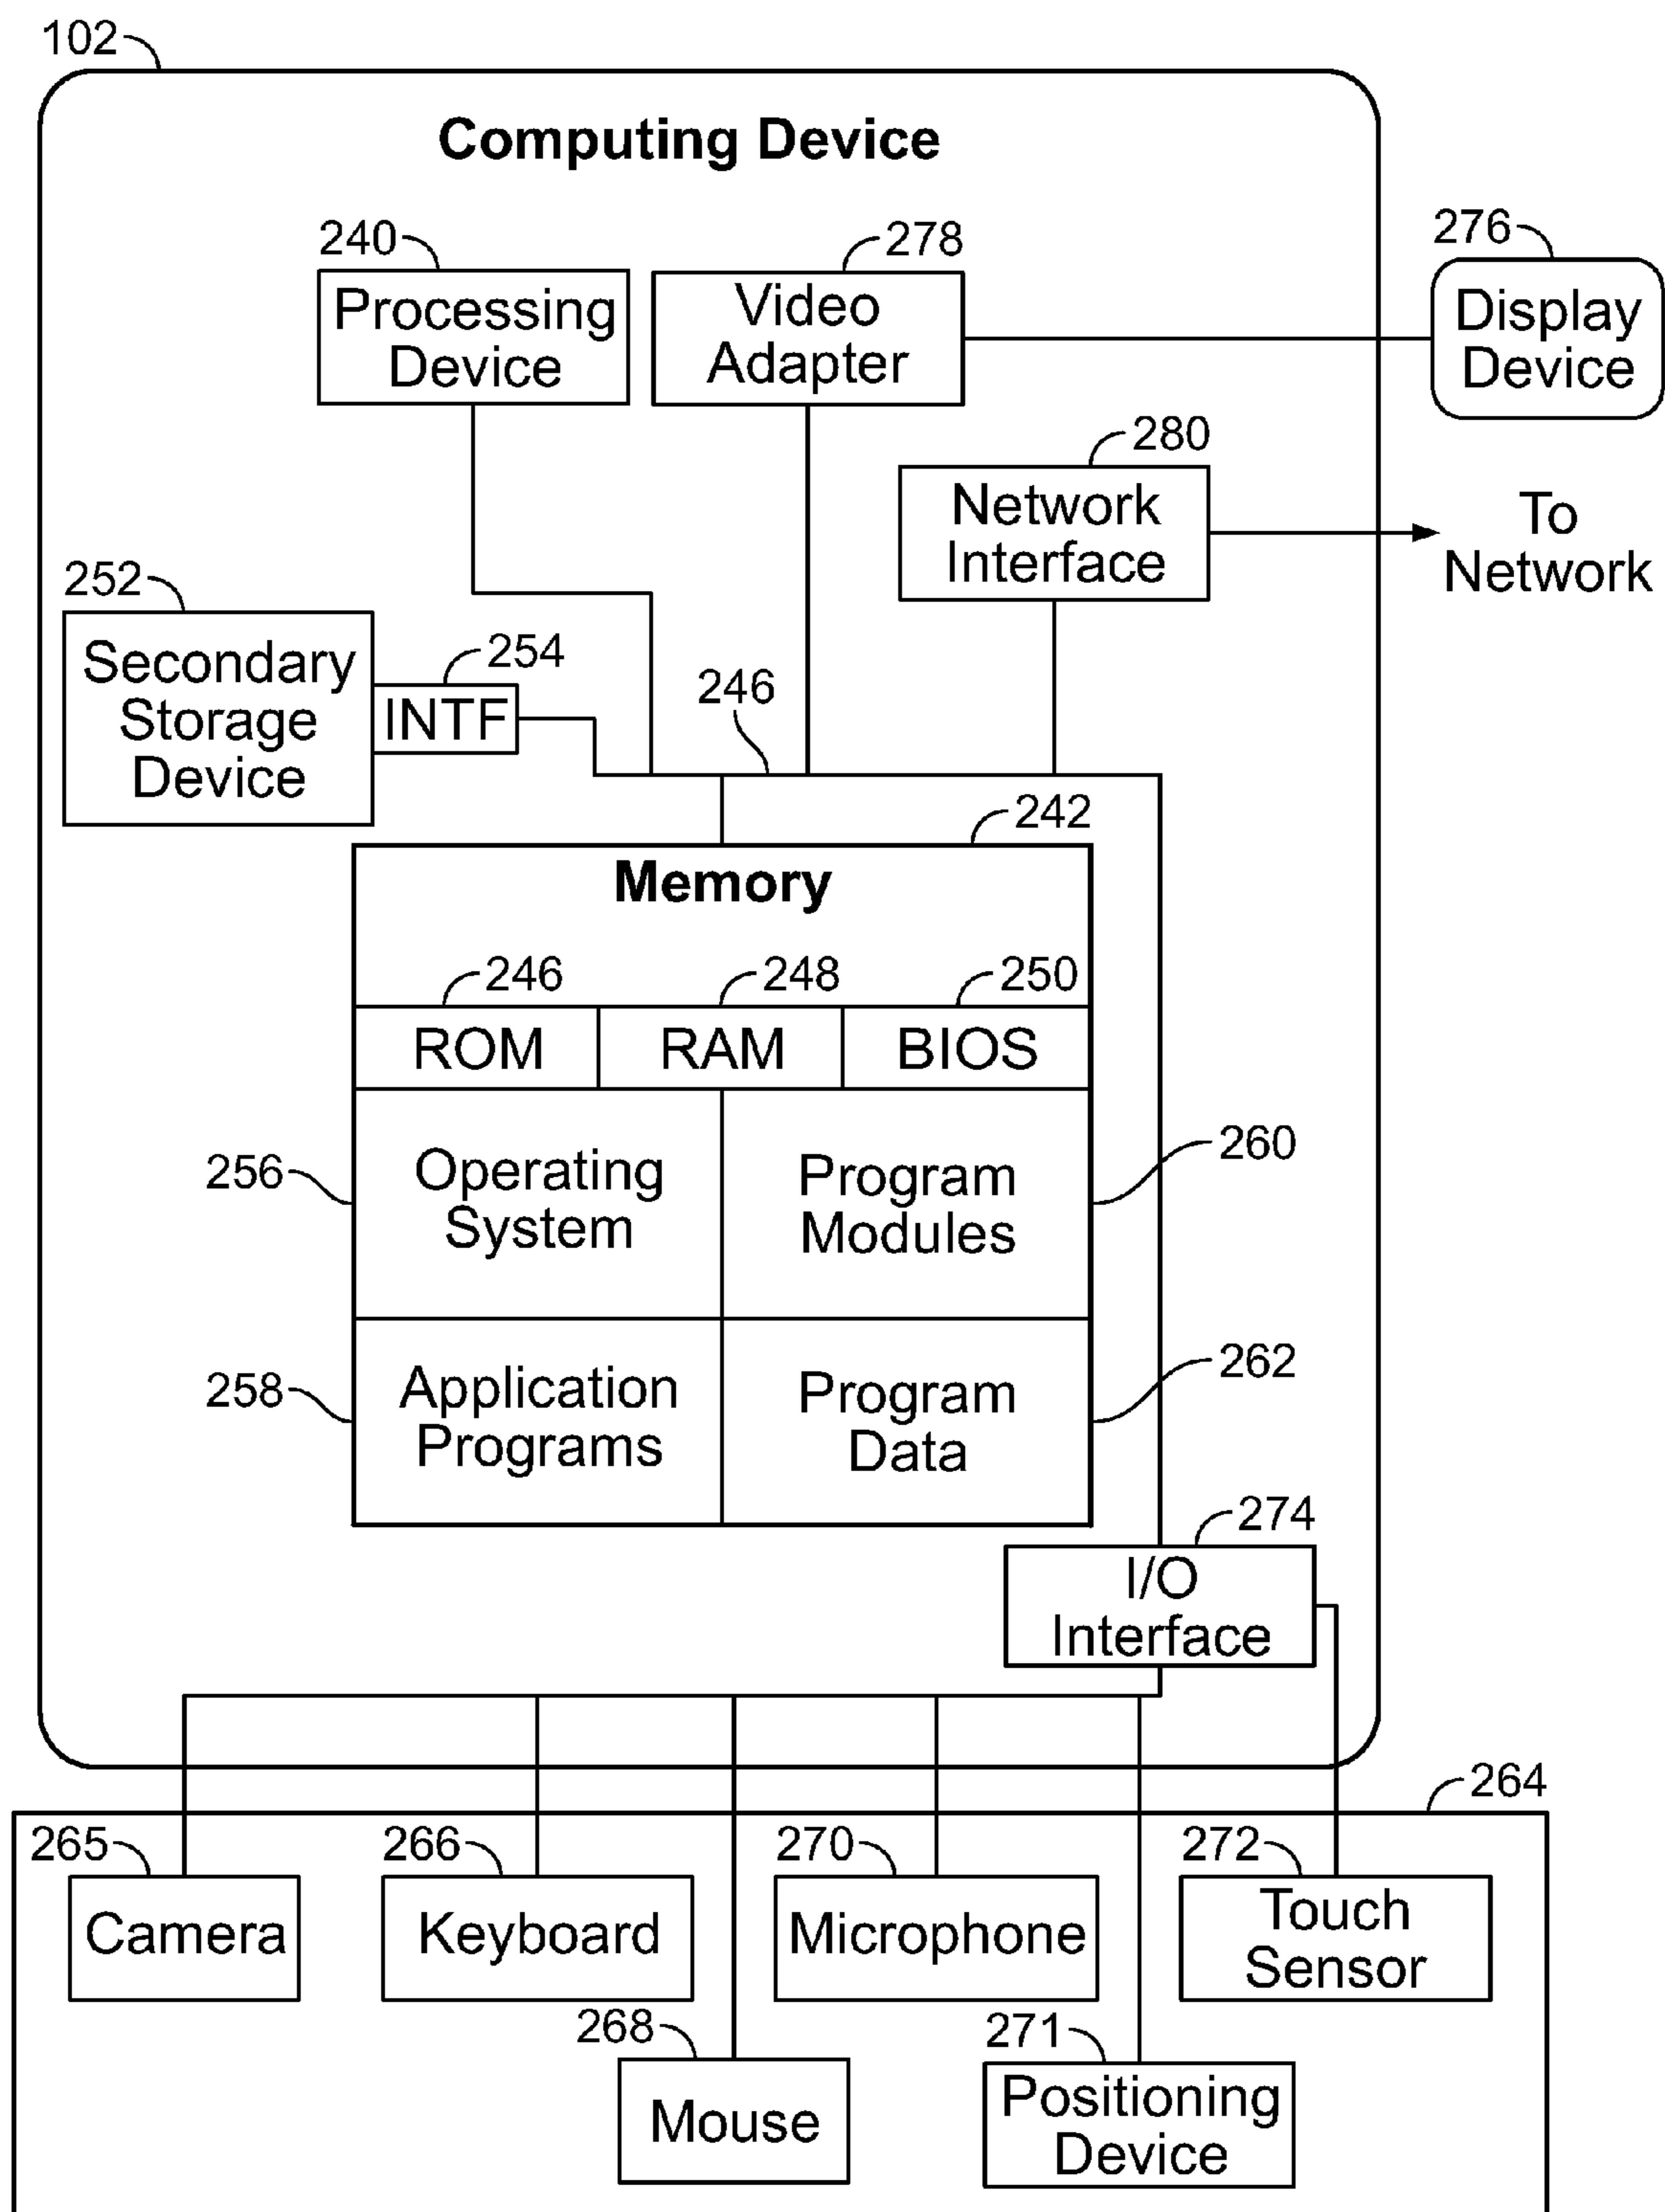 102
Computing Device
240
278
276
Processing
Device
Video
Adapter
Display
Device
280
Network
Interface
To
Network
252
Secondary
Storage
Device
254
INTF
246
242
Memory
246
248
250
ROM
RAM
BIOS
256
Operating
System
Program
Modules
260
258
Application
Programs
Program
Data
262
274
I/O
Interface
264
265
266
270
272
Camera
Keyboard
Microphone
Touch
Sensor
268
271
Mouse
Positioning
Device